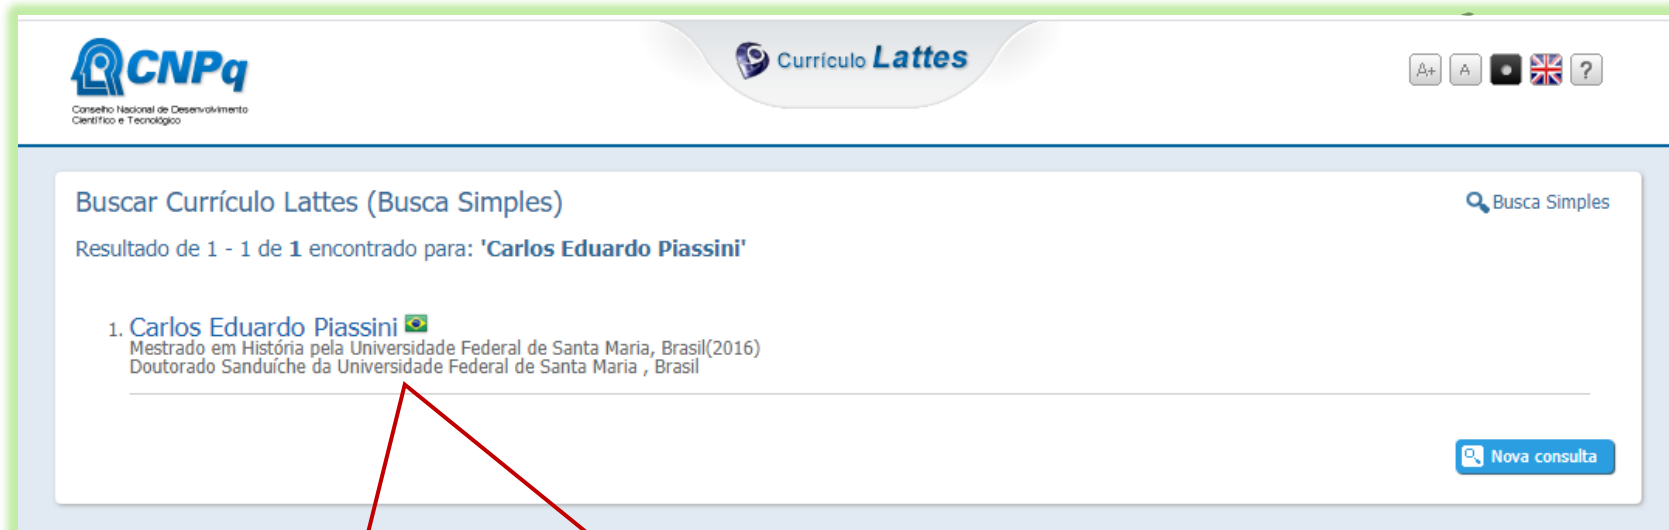 CNPq
Conselho Nacional de Desenvolvimento
Científico e Tecnológico
Currículo Lattes
A+ A ?
Buscar Currículo Lattes (Busca Simples)
Busca Simples
Resultado de 1 - 1 de 1 encontrado para: 'Carlos Eduardo Piassini'
1. Carlos Eduardo Piassini
Mestrado em História pela Universidade Federal de Santa Maria, Brasil(2016)
Doutorado Sanduíche da Universidade Federal de Santa Maria , Brasil
Nova consulta